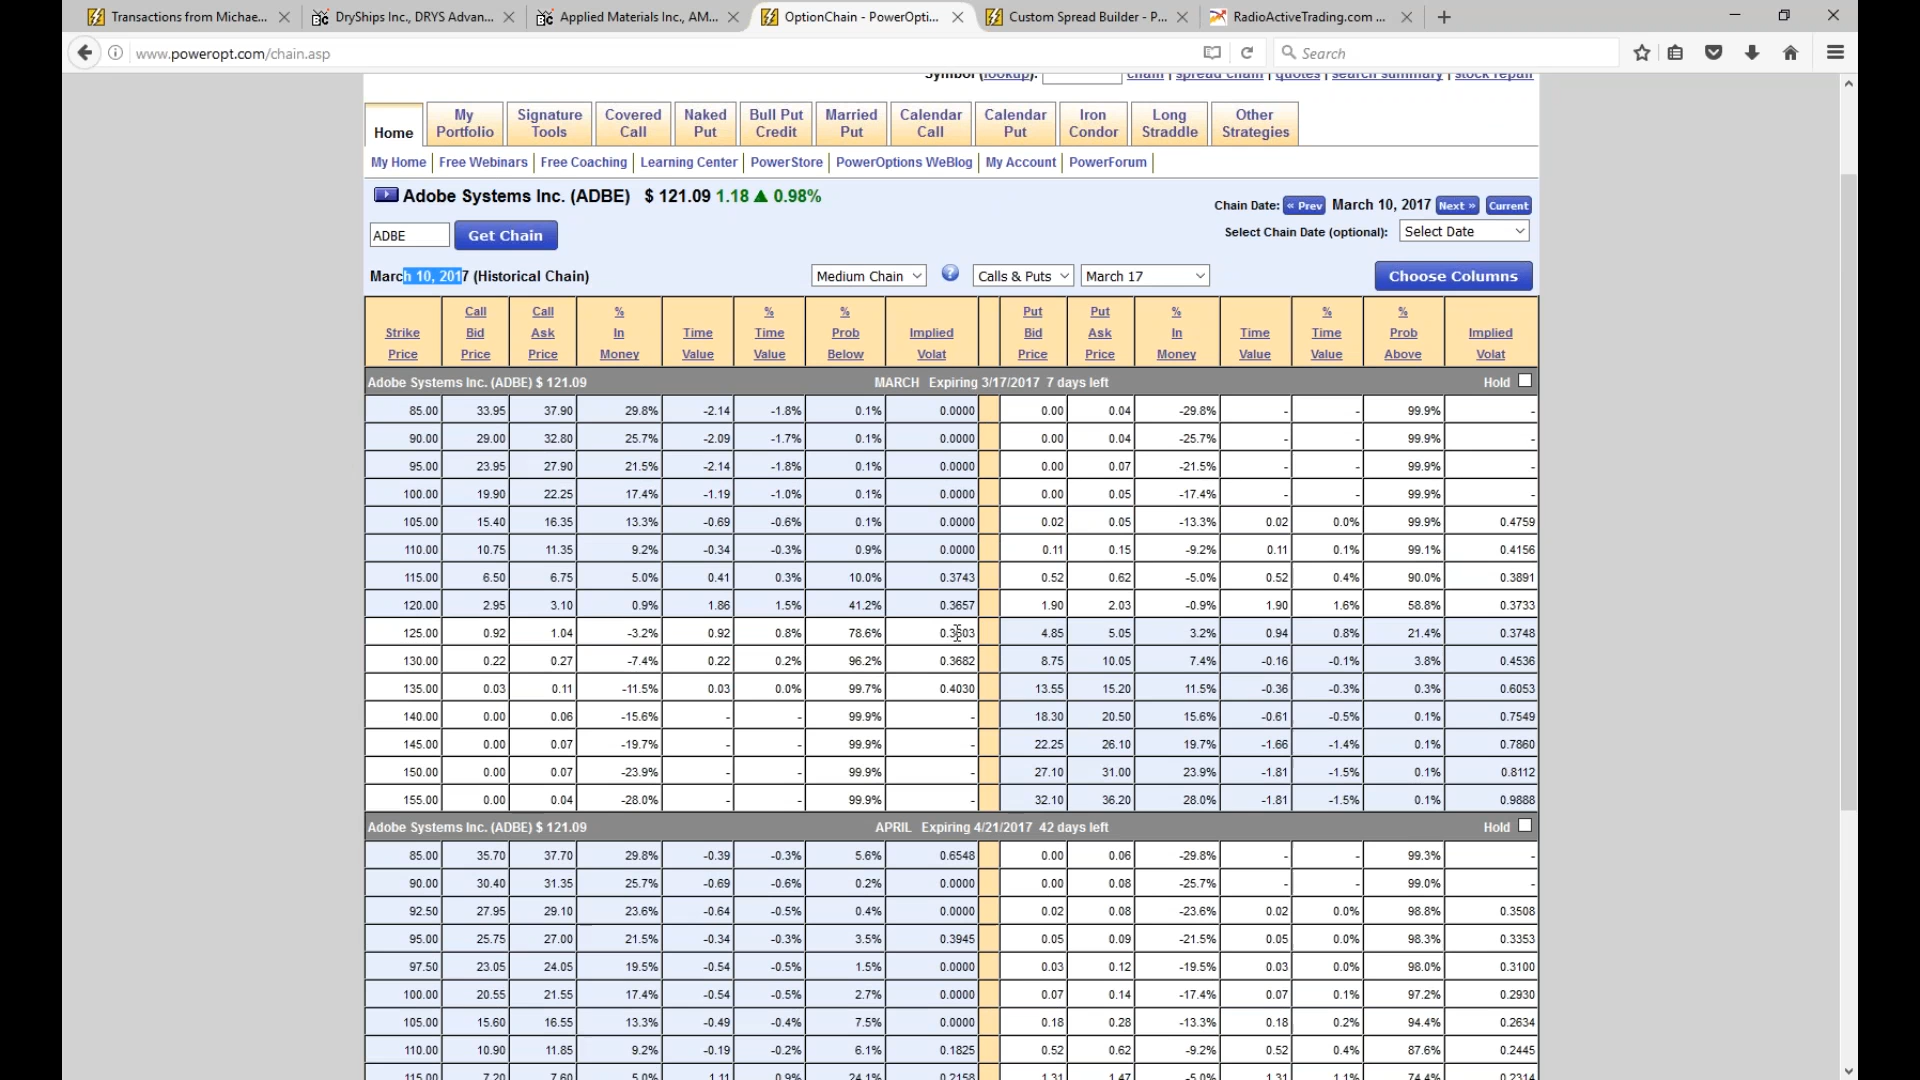 Transactions from Michae... DryShips Inc., DRYS Advan... Applied Materials Inc., AM... OptionChain - PowerOpti... Custom Spread Builder - P... RadioActiveTrading.com ...
www.poweropt.com/chain.asp Search
Symbol (lookup): chain | spread chain | quotes | search summary | stock repair
Home My Portfolio Signature Tools Covered Call Naked Put Bull Put Credit Married Put Calendar Call Calendar Put Iron Condor Long Straddle Other Strategies
My Home Free Webinars Free Coaching Learning Center PowerStore PowerOptions WeBlog My Account PowerForum
Adobe Systems Inc. (ADBE) $ 121.09 1.18 ▲ 0.98% Chain Date: « Prev March 10, 2017 Next » Current
ADBE Get Chain Select Chain Date (optional): Select Date
March 10, 2017 (Historical Chain) Medium Chain ? Calls & Puts March 17 Choose Columns
Strike Price Call Bid Price Call Ask Price % In Money Time Value % Time Value % Prob Below Implied Volat Put Bid Price Put Ask Price % In Money Time Value % Time Value % Prob Above Implied Volat
Adobe Systems Inc. (ADBE) $ 121.09 MARCH Expiring 3/17/2017 7 days left Hold
85.00 33.95 37.90 29.8% -2.14 -1.8% 0.1% 0.0000 0.00 0.04 -29.8% - - 99.9% -
90.00 29.00 32.80 25.7% -2.09 -1.7% 0.1% 0.0000 0.00 0.04 -25.7% - - 99.9% -
95.00 23.95 27.90 21.5% -2.14 -1.8% 0.1% 0.0000 0.00 0.07 -21.5% - - 99.9% -
100.00 19.90 22.25 17.4% -1.19 -1.0% 0.1% 0.0000 0.00 0.05 -17.4% - - 99.9% -
105.00 15.40 16.35 13.3% -0.69 -0.6% 0.1% 0.0000 0.02 0.05 -13.3% 0.02 0.0% 99.9% 0.4759
110.00 10.75 11.35 9.2% -0.34 -0.3% 0.9% 0.0000 0.11 0.15 -9.2% 0.11 0.1% 99.1% 0.4156
115.00 6.50 6.75 5.0% 0.41 0.3% 10.0% 0.3743 0.52 0.62 -5.0% 0.52 0.4% 90.0% 0.3891
120.00 2.95 3.10 0.9% 1.86 1.5% 41.2% 0.3657 1.90 2.03 -0.9% 1.90 1.6% 58.8% 0.3733
125.00 0.92 1.04 -3.2% 0.92 0.8% 78.6% 4.85 5.05 3.2% 0.94 0.8% 21.4% 0.3748
130.00 0.22 0.27 -7.4% 0.22 0.2% 96.2% 0.3682 8.75 10.05 7.4% -0.16 -0.1% 3.8% 0.4536
135.00 0.03 0.11 -11.5% 0.03 0.0% 99.7% 0.4030 13.55 15.20 11.5% -0.36 -0.3% 0.3% 0.6053
140.00 0.00 0.06 -15.6% - - 99.9% - 18.30 20.50 15.6% -0.61 -0.5% 0.1% 0.7549
145.00 0.00 0.07 -19.7% - - 99.9% - 22.25 26.10 19.7% -1.66 -1.4% 0.1% 0.7860
150.00 0.00 0.07 -23.9% - - 99.9% - 27.10 31.00 23.9% -1.81 -1.5% 0.1% 0.8112
155.00 0.00 0.04 -28.0% - - 99.9% - 32.10 36.20 28.0% -1.81 -1.5% 0.1% 0.9888
Adobe Systems Inc. (ADBE) $ 121.09 APRIL Expiring 4/21/2017 42 days left Hold
85.00 35.70 37.70 29.8% -0.39 -0.3% 5.6% 0.6548 0.00 0.06 -29.8% - - 99.3% -
90.00 30.40 31.35 25.7% -0.69 -0.6% 0.2% 0.0000 0.00 0.08 -25.7% - - 99.0% -
92.50 27.95 29.10 23.6% -0.64 -0.5% 0.4% 0.0000 0.02 0.08 -23.6% 0.02 0.0% 98.8% 0.3508
95.00 25.75 27.00 21.5% -0.34 -0.3% 3.5% 0.3945 0.05 0.09 -21.5% 0.05 0.0% 98.3% 0.3353
97.50 23.05 24.05 19.5% -0.54 -0.5% 1.5% 0.0000 0.03 0.12 -19.5% 0.03 0.0% 98.0% 0.3100
100.00 20.55 21.55 17.4% -0.54 -0.5% 2.7% 0.0000 0.07 0.14 -17.4% 0.07 0.1% 97.2% 0.2930
105.00 15.60 16.55 13.3% -0.49 -0.4% 7.5% 0.0000 0.18 0.28 -13.3% 0.18 0.2% 94.4% 0.2634
110.00 10.90 11.85 9.2% -0.19 -0.2% 6.1% 0.1825 0.52 0.62 -9.2% 0.52 0.4% 87.6% 0.2445
115.00 7.20 7.60 5.0% 1.11 0.9% 24.1% 0.2158 1.31 1.47 -5.0% 1.31 1.1% 74.4% 0.2314